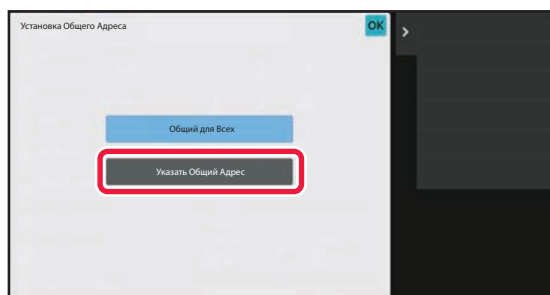 Установка Общего Адреса
OK
Общий для Всех
Указать Общий Адрес